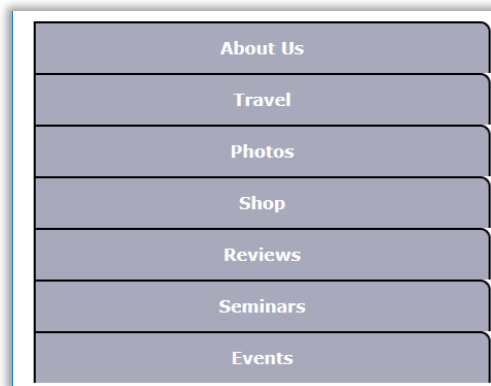 About Us
Travel
Photos
Shop
Reviews
Seminars
Events